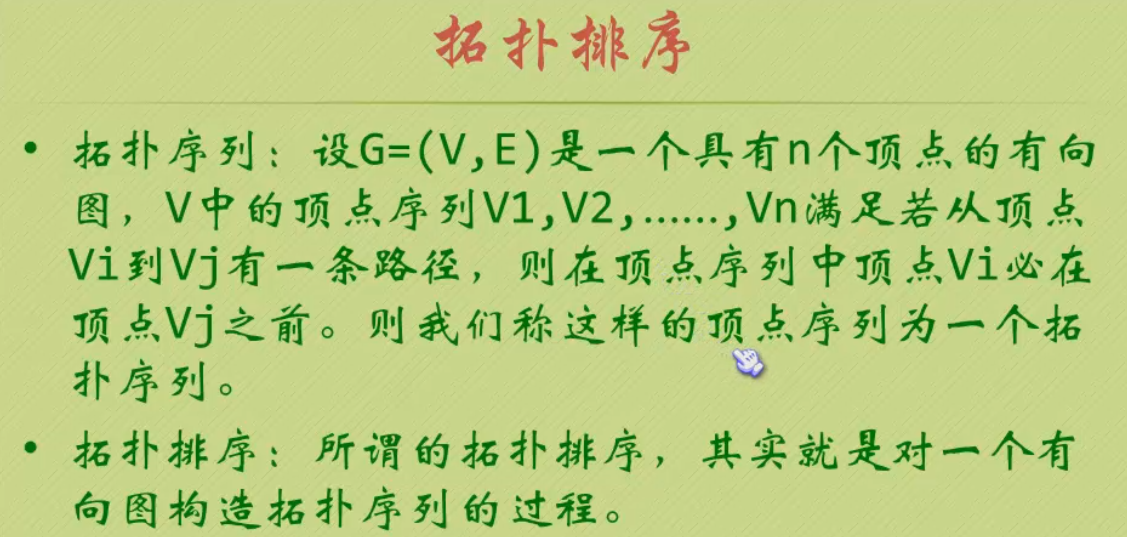 拓扑排序
• 拓扑序列：设G=(V,E)是一个具有n个顶点的有向
图，V中的顶点序列V1,V2,……,Vn满足若从顶点
Vi到Vj有一条路径，则在顶点序列中顶点Vi必在
顶点Vj之前。则我们称这样的顶点序列为一个拓
扑序列。
• 拓扑排序：所谓的拓扑排序，其实就是对一个有
向图构造拓扑序列的过程。